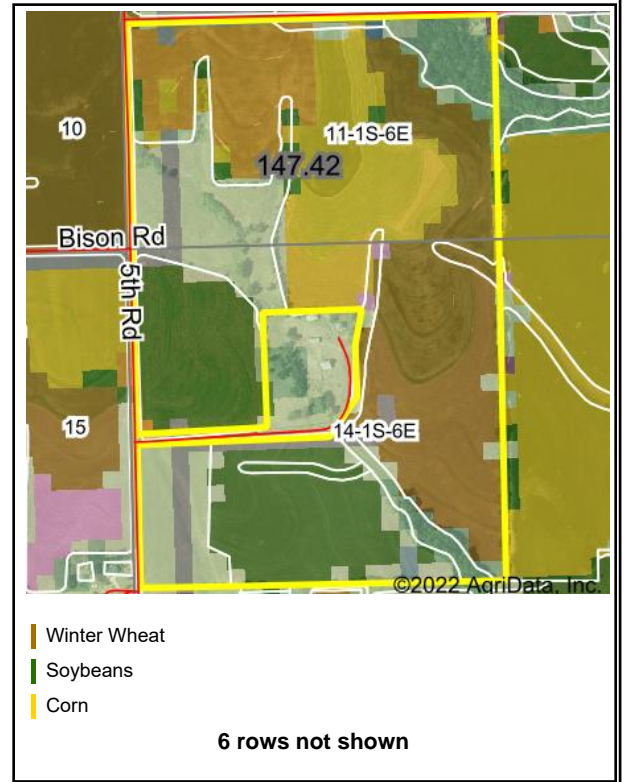 10
11-1S-6E
147.42
Bison Rd
5th Rd
15
14-1S-6E
©2022 AgriData, Inc.
Winter Wheat
Soybeans
Corn
6 rows not shown